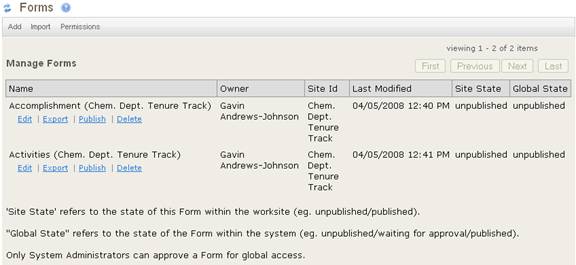 Forms
Add Import Permissions
viewing 1 - 2 of 2 items
Manage Forms
First Previous Next Last
Name Owner Site Id Last Modified Site State Global State
Accomplishment (Chem. Dept. Tenure Track) Gavin Chem. 04/05/2008 12:40 PM unpublished unpublished
Edit | Export | Publish | Delete Andrews-Johnson Dept.
Tenure
Track
Activities (Chem. Dept. Tenure Track) Gavin Chem. 04/05/2008 12:41 PM unpublished unpublished
Edit | Export | Publish | Delete Andrews-Johnson Dept.
Tenure
Track
'Site State' refers to the state of this Form within the worksite (eg. unpublished/published).
"Global State" refers to the state of the Form within the system (eg. unpublished/waiting for approval/published).
Only System Administrators can approve a Form for global access.